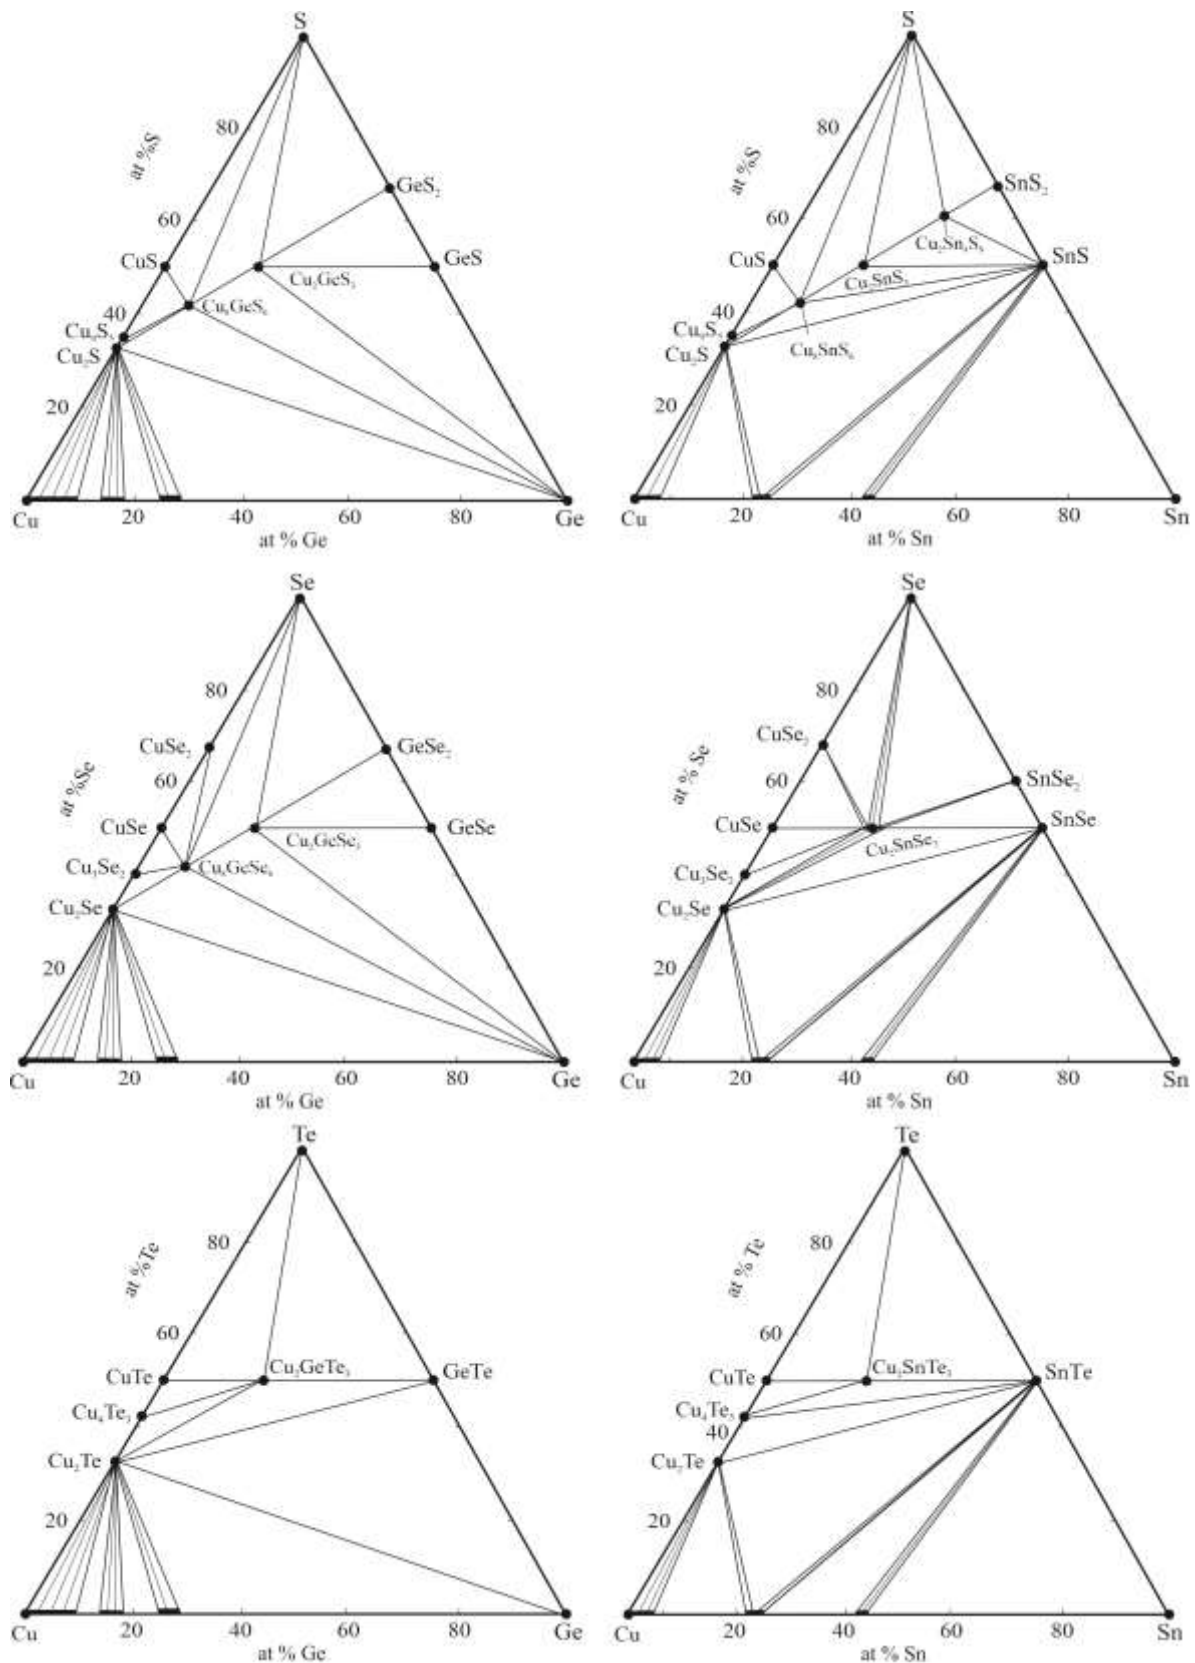 S
80
at %S
GeS₂
60
CuS
GeS
Cu₂GeS₃
Cu₈GeS₆
40
Cu₂S
20
Cu
20
40
60
80
Ge
at % Ge
S
80
at %S
SnS₂
60
Cu₂Sn₄S₉
CuS
SnS
Cu₂SnS₃
40
Cu₂S
Cu₈SnS₆
20
Cu
20
40
60
80
Sn
at % Sn
Se
80
CuSe₂
GeSe₂
60
at %Se
CuSe
GeSe
Cu₂GeSe₃
Cu₃Se₂
Cu₈GeSe₆
Cu₂Se
20
Cu
20
40
60
80
Ge
at % Ge
Se
80
CuSe₂
60
at % Se
SnSe₂
CuSe
SnSe
Cu₂SnSe₃
Cu₃Se₂
Cu₂Se
20
Cu
20
40
60
80
Sn
at % Sn
Te
80
at %Te
60
CuTe
Cu₂GeTe₃
GeTe
Cu₄Te₃
Cu₂Te
20
Cu
20
40
60
80
Ge
at % Ge
Te
80
at % Te
60
CuTe
Cu₂SnTe₃
SnTe
Cu₄Te₃
40
Cu₂Te
20
Cu
20
40
60
80
Sn
at % Sn